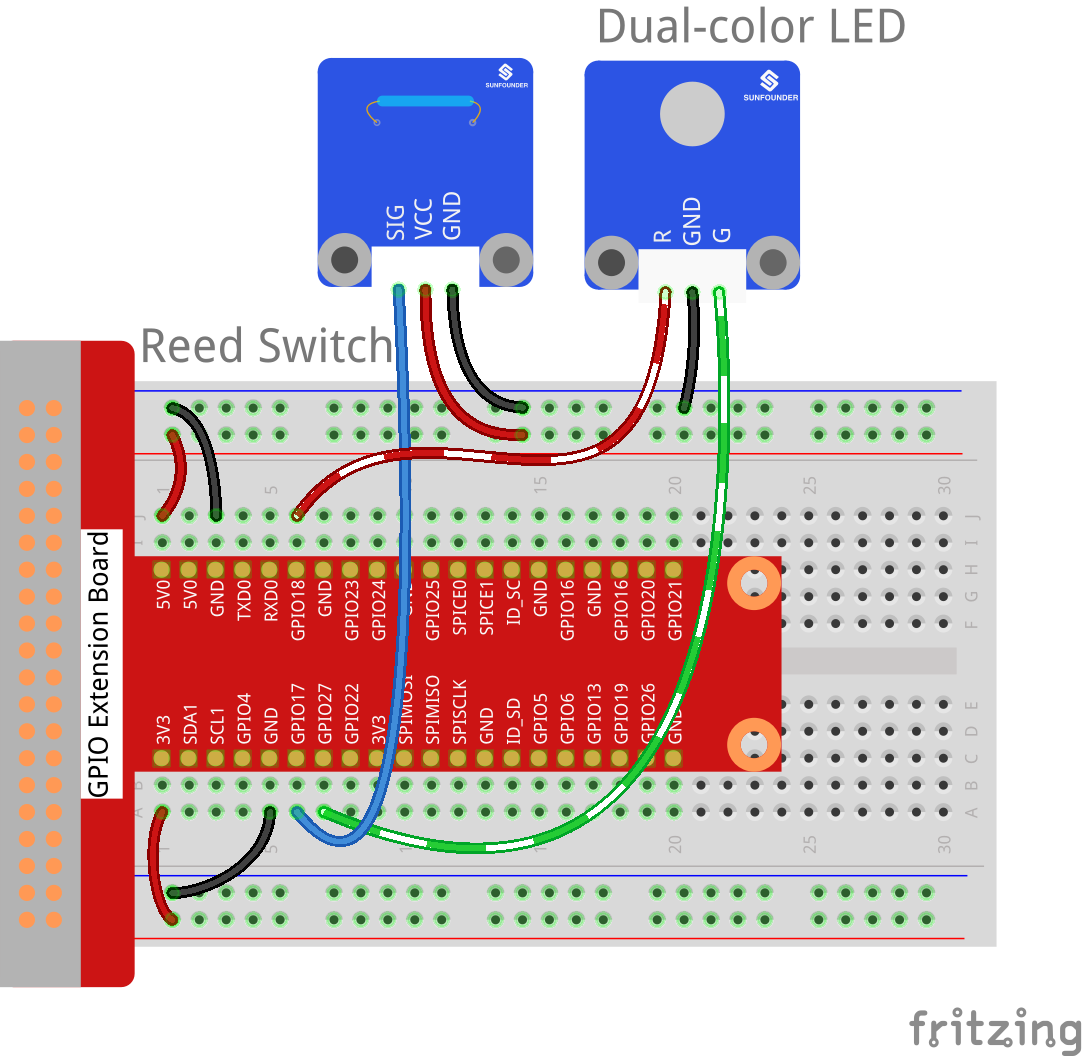 Dual-color LED
SUNFOUNDER
SUNFOUNDER
SIG
VCC
GND
R
GND
G
Reed Switch
1
5
15
20
25
30
J
J
I
I
5V0
5V0
GND
TXD0
RXD0
GPIO18
GND
GPIO23
GPIO24
GPIO25
SPICE0
SPICE1
ID_SC
GND
GPIO16
GND
GPIO16
GPIO20
GPIO21
H
G
F
GPIO Extension Board
3V3
SDA1
SCL1
GPIO4
GND
GPIO17
GPIO27
GPIO22
3V3
SPIMOSI
SPIMISO
SPISCLK
GND
ID_SD
GPIO5
GPIO6
GPIO13
GPIO19
GPIO26
GND
E
D
C
B
B
A
A
1
5
15
20
25
30
fritzing